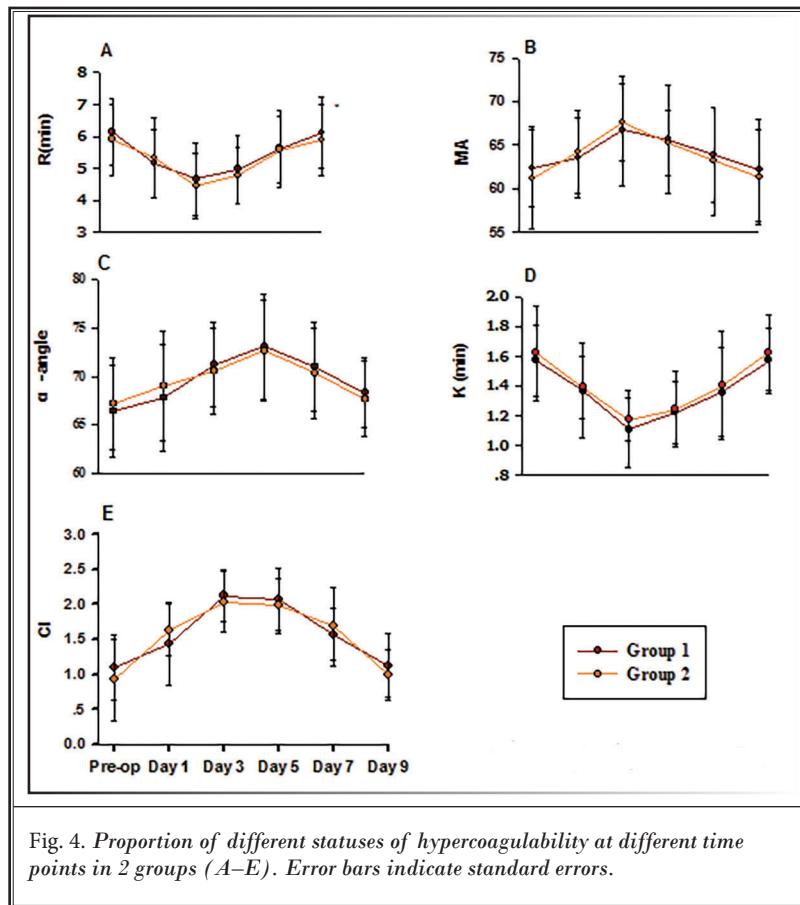 A
R(min)
8
7
6
5
4
3
B
MA
75
70
65
60
55
C
α -angle
80
75
70
65
60
D
K (min)
2.0
1.8
1.6
1.4
1.2
1.0
.8
E
CI
3.0
2.5
2.0
1.5
1.0
.5
0.0
Pre-op Day 1 Day 3 Day 5 Day 7 Day 9
Group 1
Group 2
Fig. 4. Proportion of different statuses of hypercoagulability at different time
points in 2 groups (A–E). Error bars indicate standard errors.